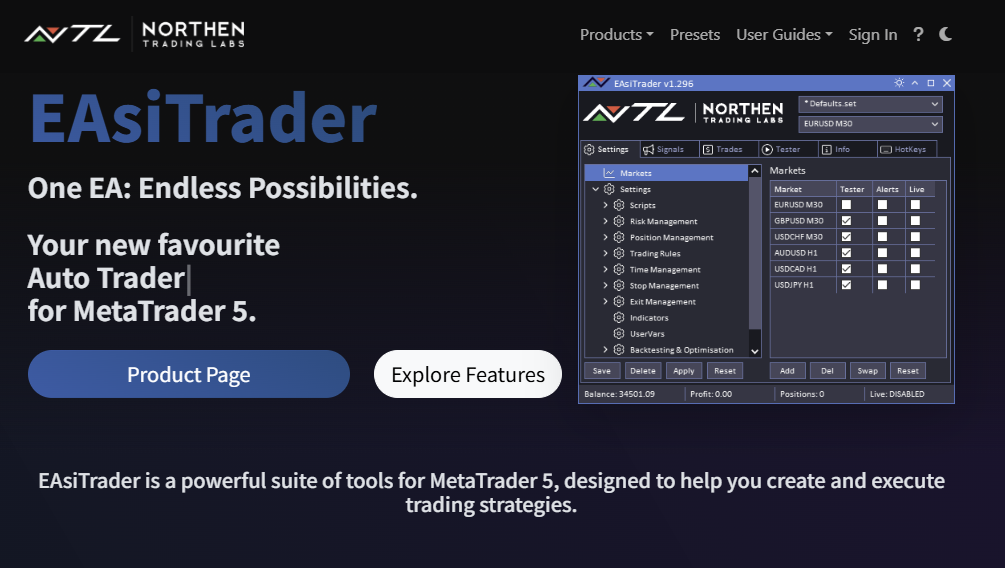 NTL NORTHEN
TRADING LABS
Products Presets User Guides Sign In ?
EAsiTrader
One EA: Endless Possibilities.
Your new favourite
Auto Trader
for MetaTrader 5.
Product Page Explore Features
EAsiTrader v1.296
NTL NORTHEN
TRADING LABS
* Defaults.set
EURUSD M30
Settings Signals Trades Tester Info HotKeys
Markets
Settings
Scripts
Risk Management
Position Management
Trading Rules
Time Management
Stop Management
Exit Management
Indicators
UserVars
Backtesting & Optimisation
Save Delete Apply Reset
Markets
Market Tester Alerts Live
EURUSD M30
GBPUSD M30
USDCHF M30
AUDUSD H1
USDCAD H1
USDJPY H1
Add Del Swap Reset
Balance: 34501.09 Profit: 0.00 Positions: 0 Live: DISABLED
EAsiTrader is a powerful suite of tools for MetaTrader 5, designed to help you create and execute
trading strategies.